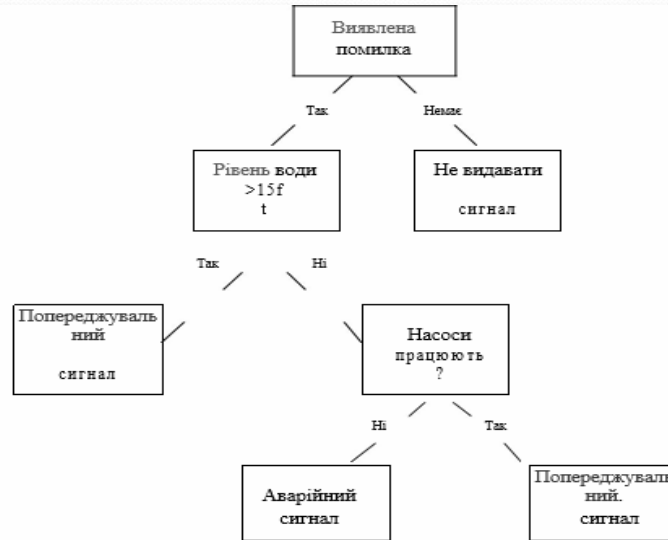 Виявлена
помилка
Так
Немає
Рівень води
>15f
t
Не видавати
сигнал
Так
Ні
Попереджуваль
ний
сигнал
Насоси
працюють
?
Ні
Так
Аварійний
сигнал
Попереджуваль
ний.
сигнал